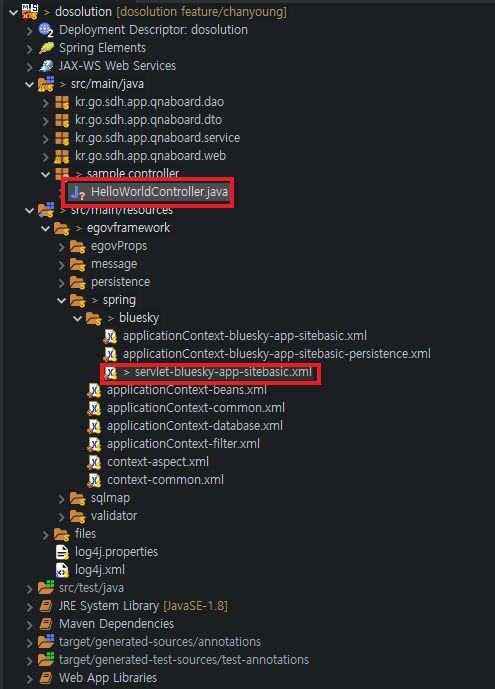 > dosolution [dosolution feature/chanyoung]
Deployment Descriptor: dosolution
Spring Elements
JAX-WS Web Services
> src/main/java
kr.go.sdh.app.qnaboard.dao
kr.go.sdh.app.qnaboard.dto
kr.go.sdh.app.qnaboard.service
kr.go.sdh.app.qnaboard.web
> sample.controller
HelloWorldController.java
> src/main/resources
> egovframework
egovProps
message
persistence
> spring
> bluesky
applicationContext-bluesky-app-sitebasic.xml
applicationContext-bluesky-app-sitebasic-persistence.xml
> servlet-bluesky-app-sitebasic.xml
applicationContext-beans.xml
applicationContext-common.xml
applicationContext-database.xml
applicationContext-filter.xml
context-aspect.xml
context-common.xml
sqlmap
validator
files
log4j.properties
log4j.xml
src/test/java
JRE System Library [JavaSE-1.8]
Maven Dependencies
target/generated-sources/annotations
target/generated-test-sources/test-annotations
Web App Libraries